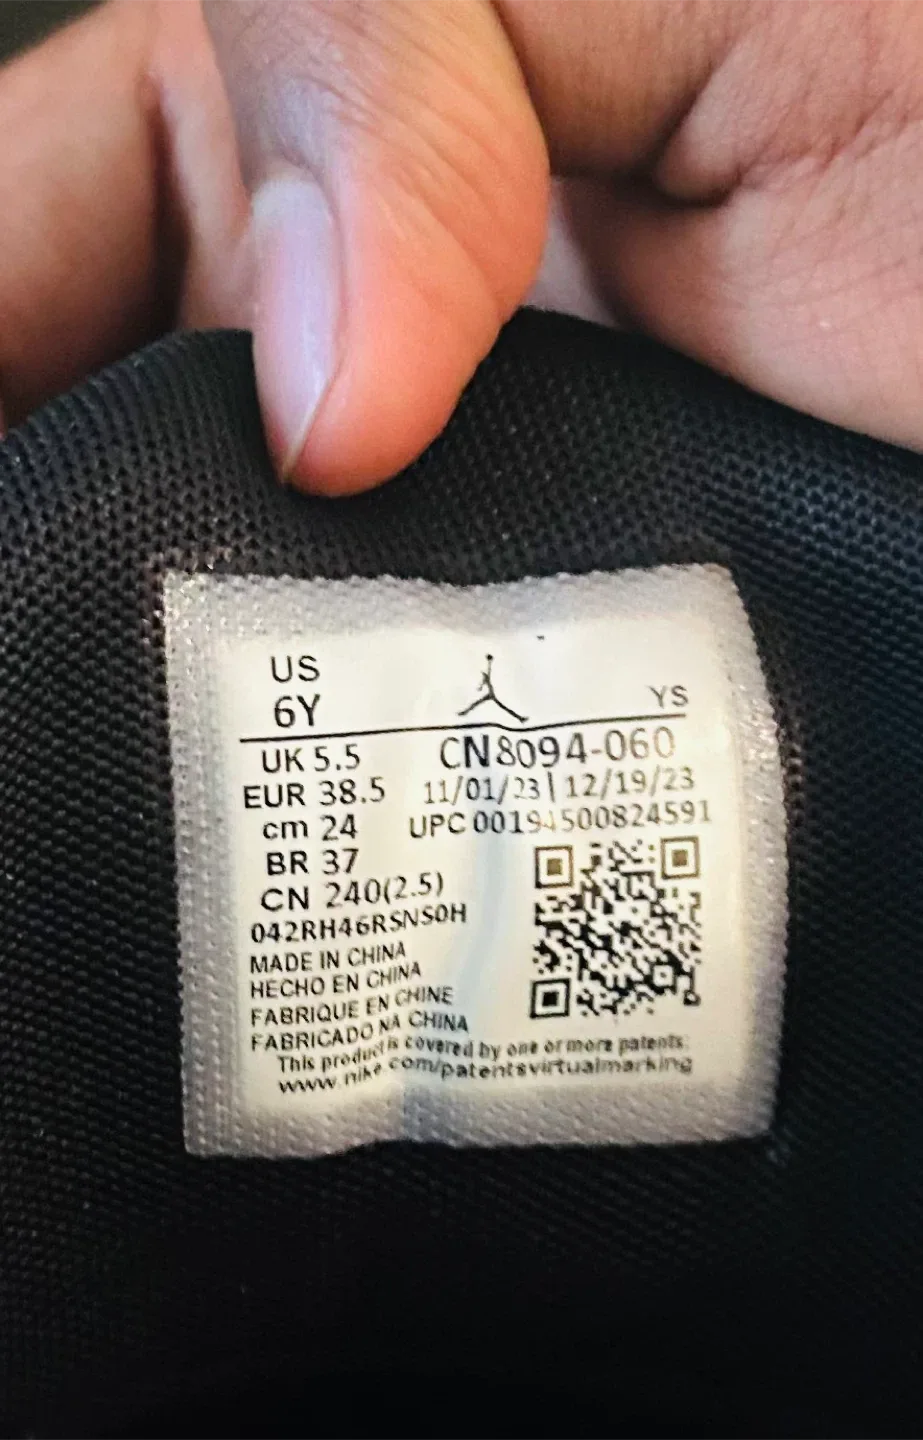 US
6Y
YS
UK 5.5
CN8094-060
EUR 38.5
11/01/23 | 12/19/23
cm 24
UPC 00194500824591
BR 37
CN 240(2.5)
042RH46RSNS0H
MADE IN CHINA
HECHO EN CHINA
FABRIQUE EN CHINE
FABRICADO NA CHINA
This product is covered by one or more patents:
www.nike.com/patentsvirtualmarking